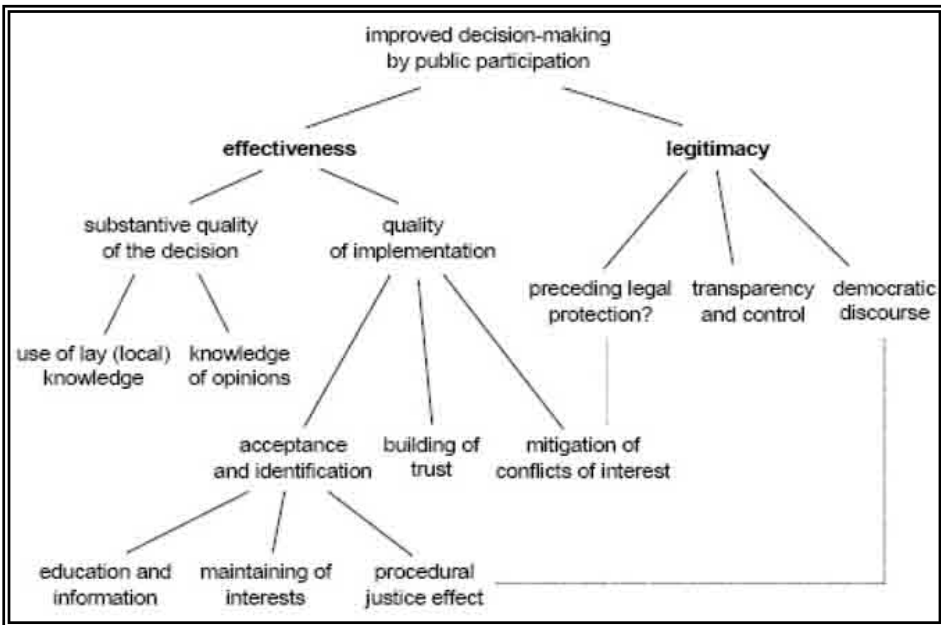 improved decision-making
by public participation
effectiveness
legitimacy
substantive quality
of the decision
quality
of implementation
preceding legal
protection?
transparency
and control
democratic
discourse
use of lay (local)
knowledge
knowledge
of opinions
acceptance
and identification
building of
trust
mitigation of
conflicts of interest
education and
information
maintaining of
interests
procedural
justice effect